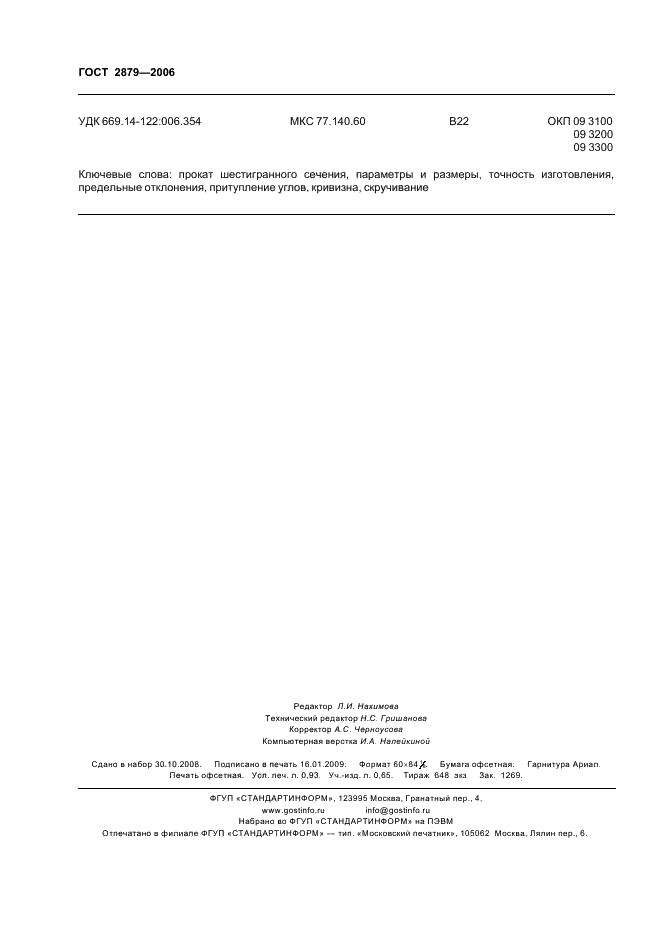 ГОСТ 2879—2006
УДК 669.14-122:006.354 МКС 77.140.60 В22 ОКП 09 3100
09 3200
09 3300
Ключевые слова: прокат шестигранного сечения, параметры и размеры, точность изготовления,
предельные отклонения, притупление углов, кривизна, скручивание
Редактор Л.И. Нахимова
Технический редактор Н.С. Гришанова
Корректор А.С. Черноусова
Компьютерная верстка И.А. Налейкиной
Сдано в набор 30.10.2008. Подписано в печать 16.01.2009. Формат 60×84 Бумага офсетная. Гарнитура Ариал.
Печать офсетная. Усл. печ. л. 0,93. Уч.-изд. л. 0,65. Тираж 648 экз Зак. 1269.
ФГУП «СТАНДАРТИНФОРМ», 123995 Москва, Гранатный пер., 4.
www.gostinfo.ru info@gostinfo.ru
Набрано во ФГУП «СТАНДАРТИНФОРМ» на ПЭВМ
Отпечатано в филиале ФГУП «СТАНДАРТИНФОРМ» — тип. «Московский печатник», 105062 Москва, Лялин пер., 6.